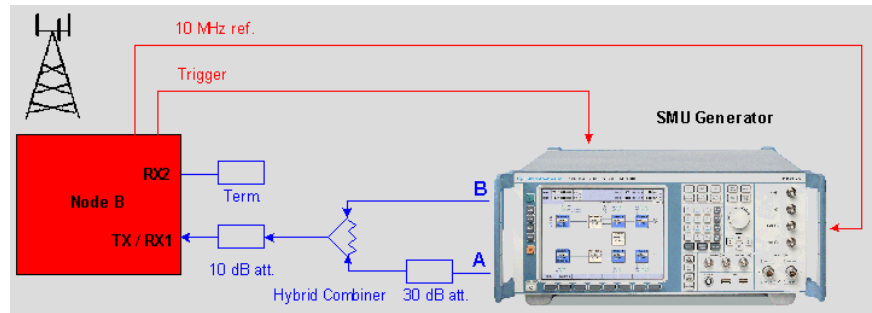 10 MHz ref.
Trigger
SMU Generator
RX2
Term.
B
Node B
TX / RX1
A
10 dB att.
Hybrid Combiner
30 dB att.